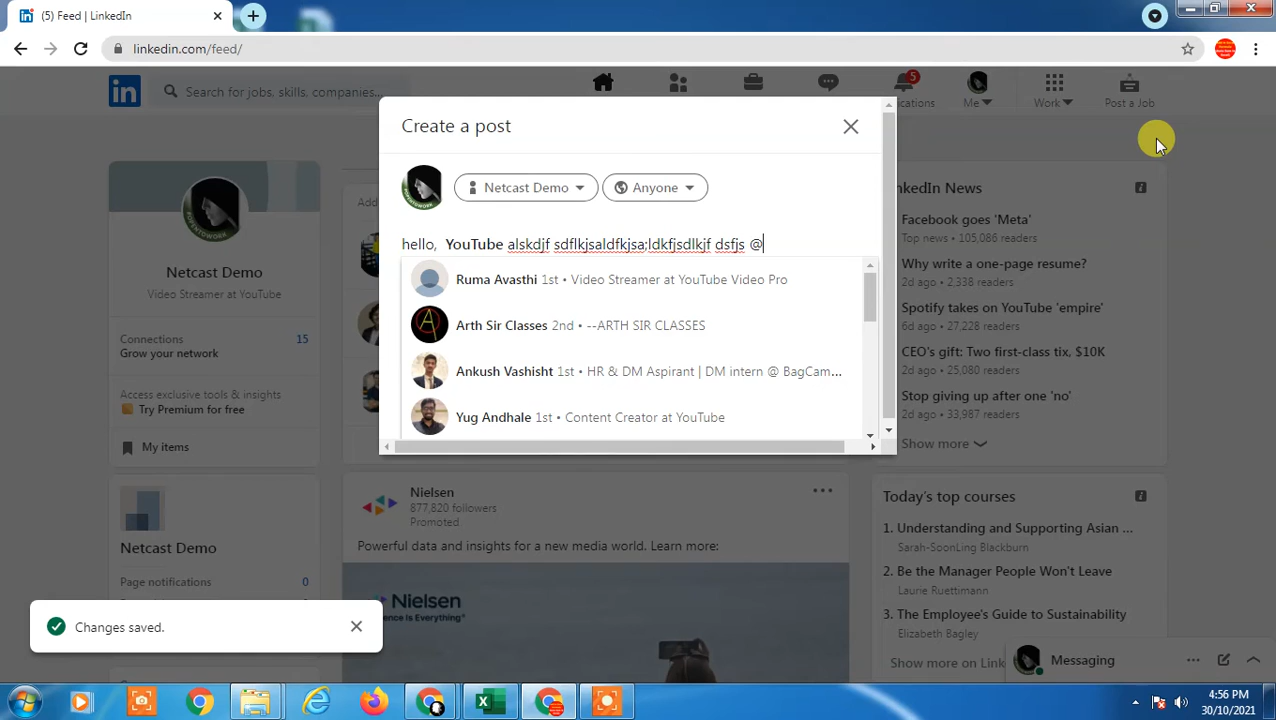 (5) Feed | LinkedIn
linkedin.com/feed/
in
Search for jobs, skills, companies...
5
Me
Work
Post a Job
Create a post
Netcast Demo
Anyone
hello, YouTube alskdjf sdflkjsaldfkjsa;ldkfjsdlkjf dsfjs @
Ruma Avasthi 1st • Video Streamer at YouTube Video Pro
Arth Sir Classes 2nd • --ARTH SIR CLASSES
Ankush Vashisht 1st • HR & DM Aspirant | DM intern @ BagCam...
Yug Andhale 1st • Content Creator at YouTube
Video Streamer at YouTube
Connections 15
Grow your network
Access exclusive tools & insights
Try Premium for free
My items
Netcast Demo
Page notifications 0
Add
Nielsen
877,820 followers
Promoted
Powerful data and insights for a new media world. Learn more:
Nielsen
LinkedIn News
Facebook goes 'Meta'
Top news • 105,086 readers
Why write a one-page resume?
2d ago • 2,338 readers
Spotify takes on YouTube 'empire'
6d ago • 27,228 readers
CEO's gift: Two first-class tix, $10K
2d ago • 25,080 readers
Stop giving up after one 'no'
2d ago • 33,987 readers
Show more
Today's top courses
1. Understanding and Supporting Asian ...
Sarah-SoonLing Blackburn
2. Be the Manager People Won't Leave
Laurie Ruettimann
3. The Employee's Guide to Sustainability
Elizabeth Bagley
Show more on Link
Messaging
Changes saved.
4:56 PM
30/10/2021